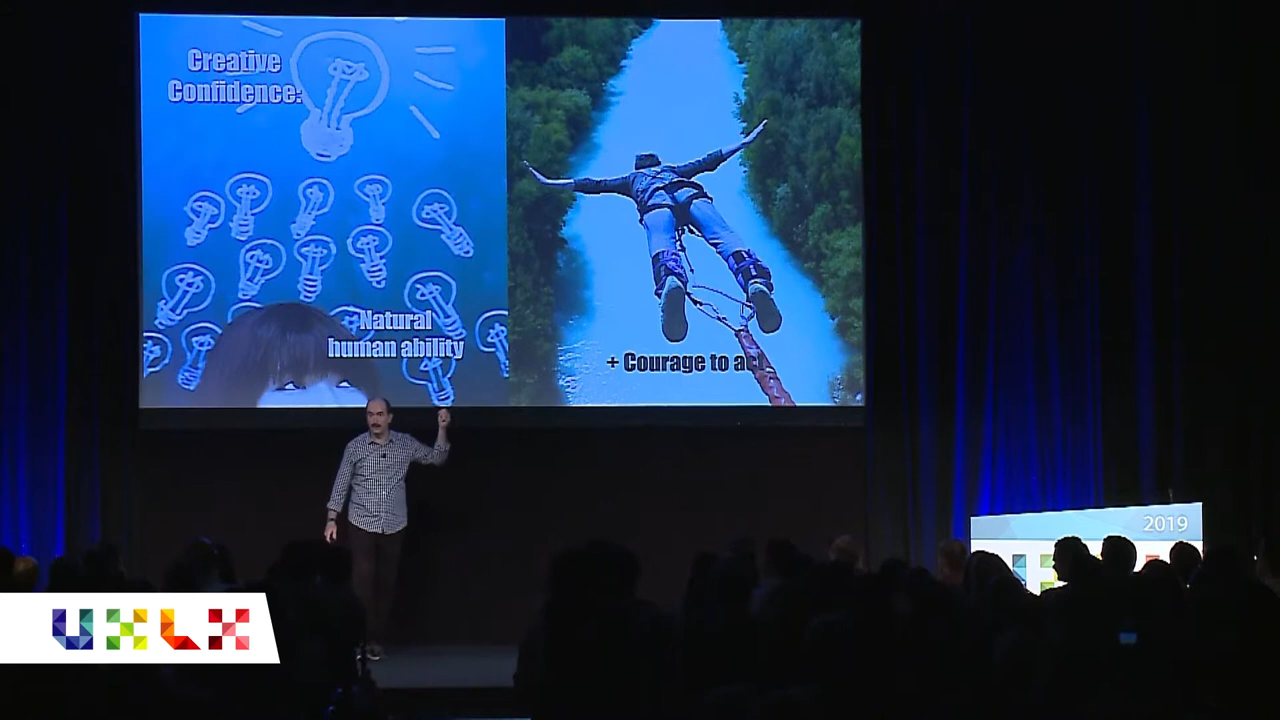 Creative
Confidence:
Natural
human ability
+ Courage to act
2019
UXLX